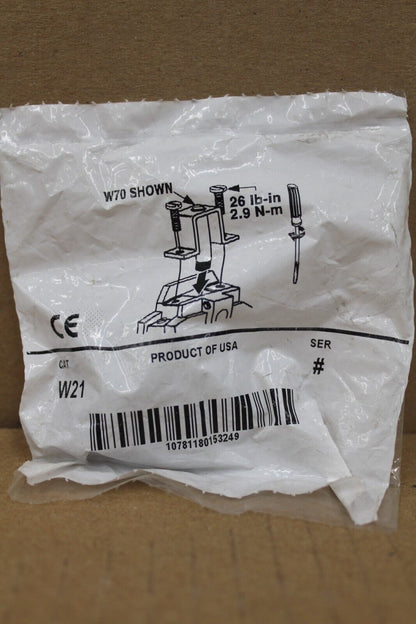 W70 SHOWN
26 lb-in
2.9 N-m
CE
PRODUCT OF USA
SER
#
CAT
W21
10781180153249